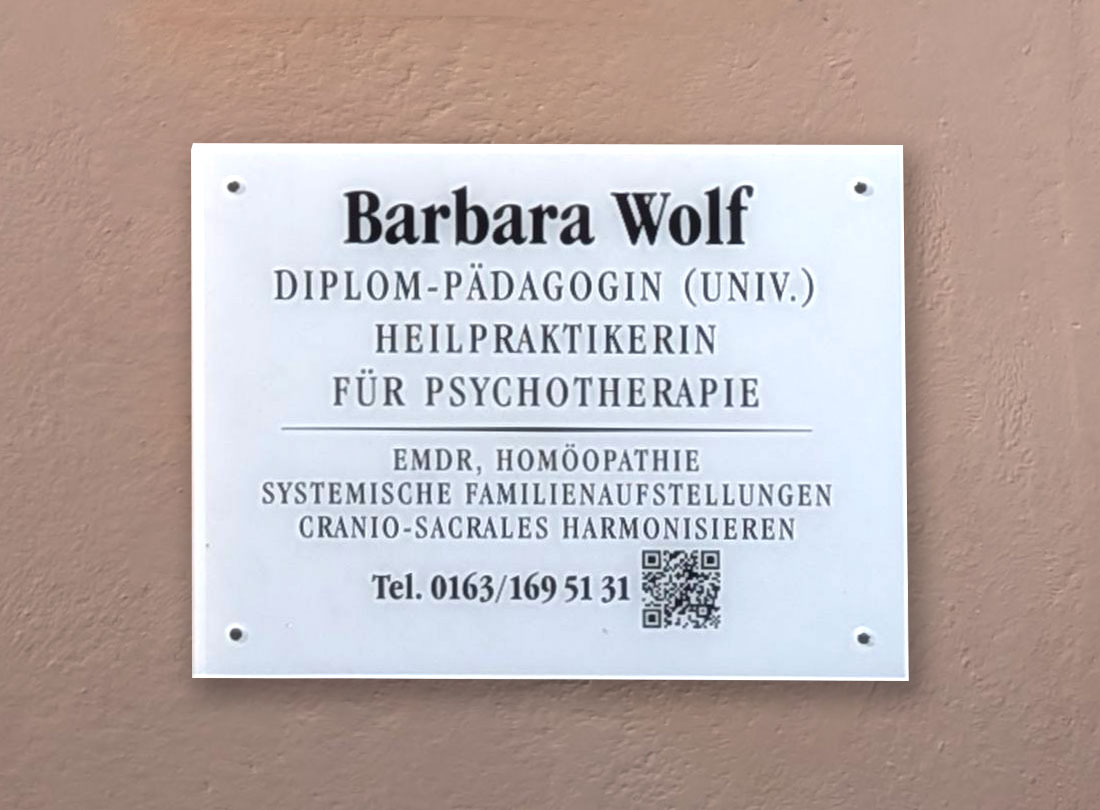 Barbara Wolf
DIPLOM-PÄDAGOGIN (UNIV.)
HEILPRAKTIKERIN
FÜR PSYCHOTHERAPIE
EMDR, HOMÖOPATHIE
SYSTEMISCHE FAMILIENAUFSTELLUNGEN
CRANIO-SACRALES HARMONISIEREN
Tel. 0163/169 51 31